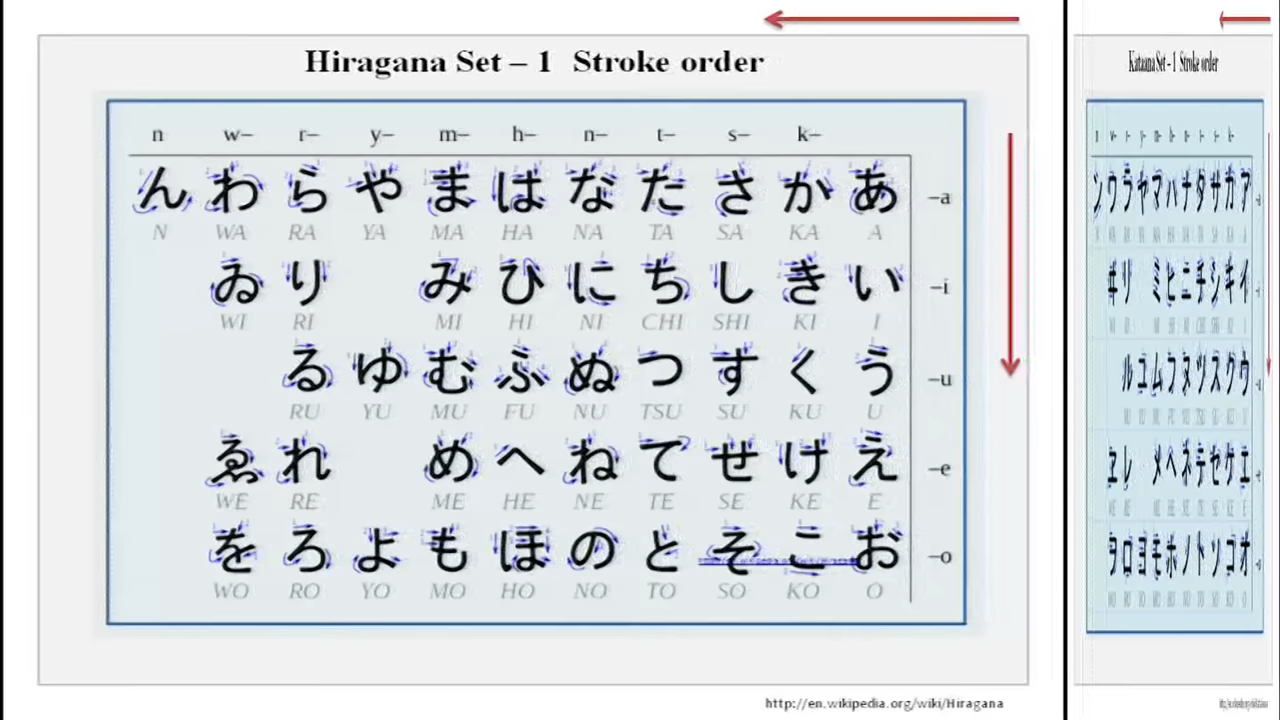 Hiragana Set – 1 Stroke order
n w– r– y– m– h– n– t– s– k–
ん わ ら や ま は な た さ か あ –a
N WA RA YA MA HA NA TA SA KA A
ゐ り み ひ に ち し き い –i
WI RI MI HI NI CHI SHI KI I
る ゆ む ふ ぬ つ す く う –u
RU YU MU FU NU TSU SU KU U
ゑ れ め へ ね て せ け え –e
WE RE ME HE NE TE SE KE E
を ろ よ も ほ の と そ こ お –o
WO RO YO MO HO NO TO SO KO O
http://en.wikipedia.org/wiki/Hiragana
Kataana Set – 1 Stroke order
ン ワ ラ ヤ マ ハ ナ タ サ カ ア
ヰ リ ミ ヒ ニ チ シ キ イ
ル ユ ム フ ヌ ツ ス ク ウ
ヱ レ メ ヘ ネ テ セ ケ エ
ヲ ロ ヨ モ ホ ノ ト ソ コ オ